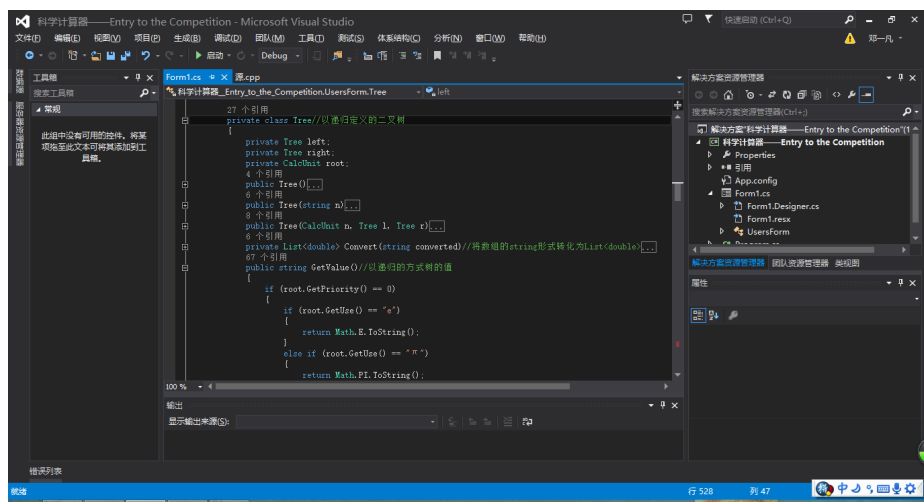 科学计算器——Entry to the Competition - Microsoft Visual Studio
快速启动 (Ctrl+Q)
文件(F) 编辑(E) 视图(V) 项目(P) 生成(B) 调试(D) 团队(M) 工具(T) 测试(S) 体系结构(C) 分析(N) 窗口(W) 帮助(H)
邓一凡
启动 Debug
工具箱
搜索工具箱
常规
此组中没有可用的控件。将某
项拖至此文本可将其添加到工
具箱。
Form1.cs 源.cpp
科学计算器__Entry_to_the_Competition.UsersForm.Tree left
27 个引用
private class Tree//以递归定义的二叉树
{
private Tree left;
private Tree right;
private CalcUnit root;
4 个引用
public Tree()...
6 个引用
public Tree(string n)...
8 个引用
public Tree(CalcUnit n, Tree l, Tree r)...
6 个引用
private List<double> Convert(string converted)//将数组的string形式转化为List<double>...
67 个引用
public string GetValue()//以递归的方式树的值
{
if (root.GetPriority() == 0)
{
if (root.GetUse() == "e")
{
return Math.E.ToString();
}
else if (root.GetUse() == "π")
{
return Math.PI.ToString();
100 %
输出
显示输出来源(S):
错误列表
解决方案资源管理器
搜索解决方案资源管理器(Ctrl+;)
解决方案"科学计算器——Entry to the Competition"(1
科学计算器——Entry to the Competition
Properties
引用
App.config
Form1.cs
Form1.Designer.cs
Form1.resx
UsersForm
解决方案资源管理器 团队资源管理器 类视图
属性
就绪
行 528 列 47
中